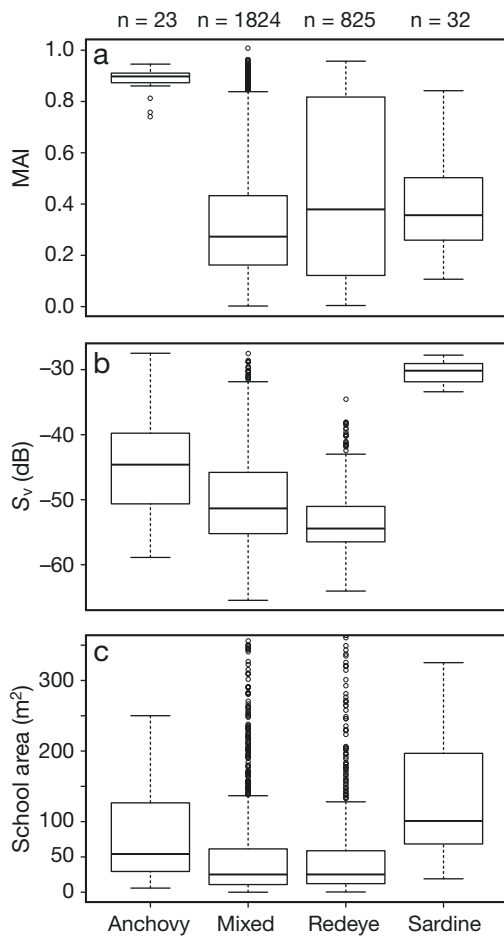 n = 23 n = 1824 n = 825 n = 32
a
MAI
1.0
0.8
0.6
0.4
0.2
0.0
b
Sv (dB)
−30
−40
−50
−60
c
School area (m²)
300
200
100
50
0
Anchovy Mixed Redeye Sardine